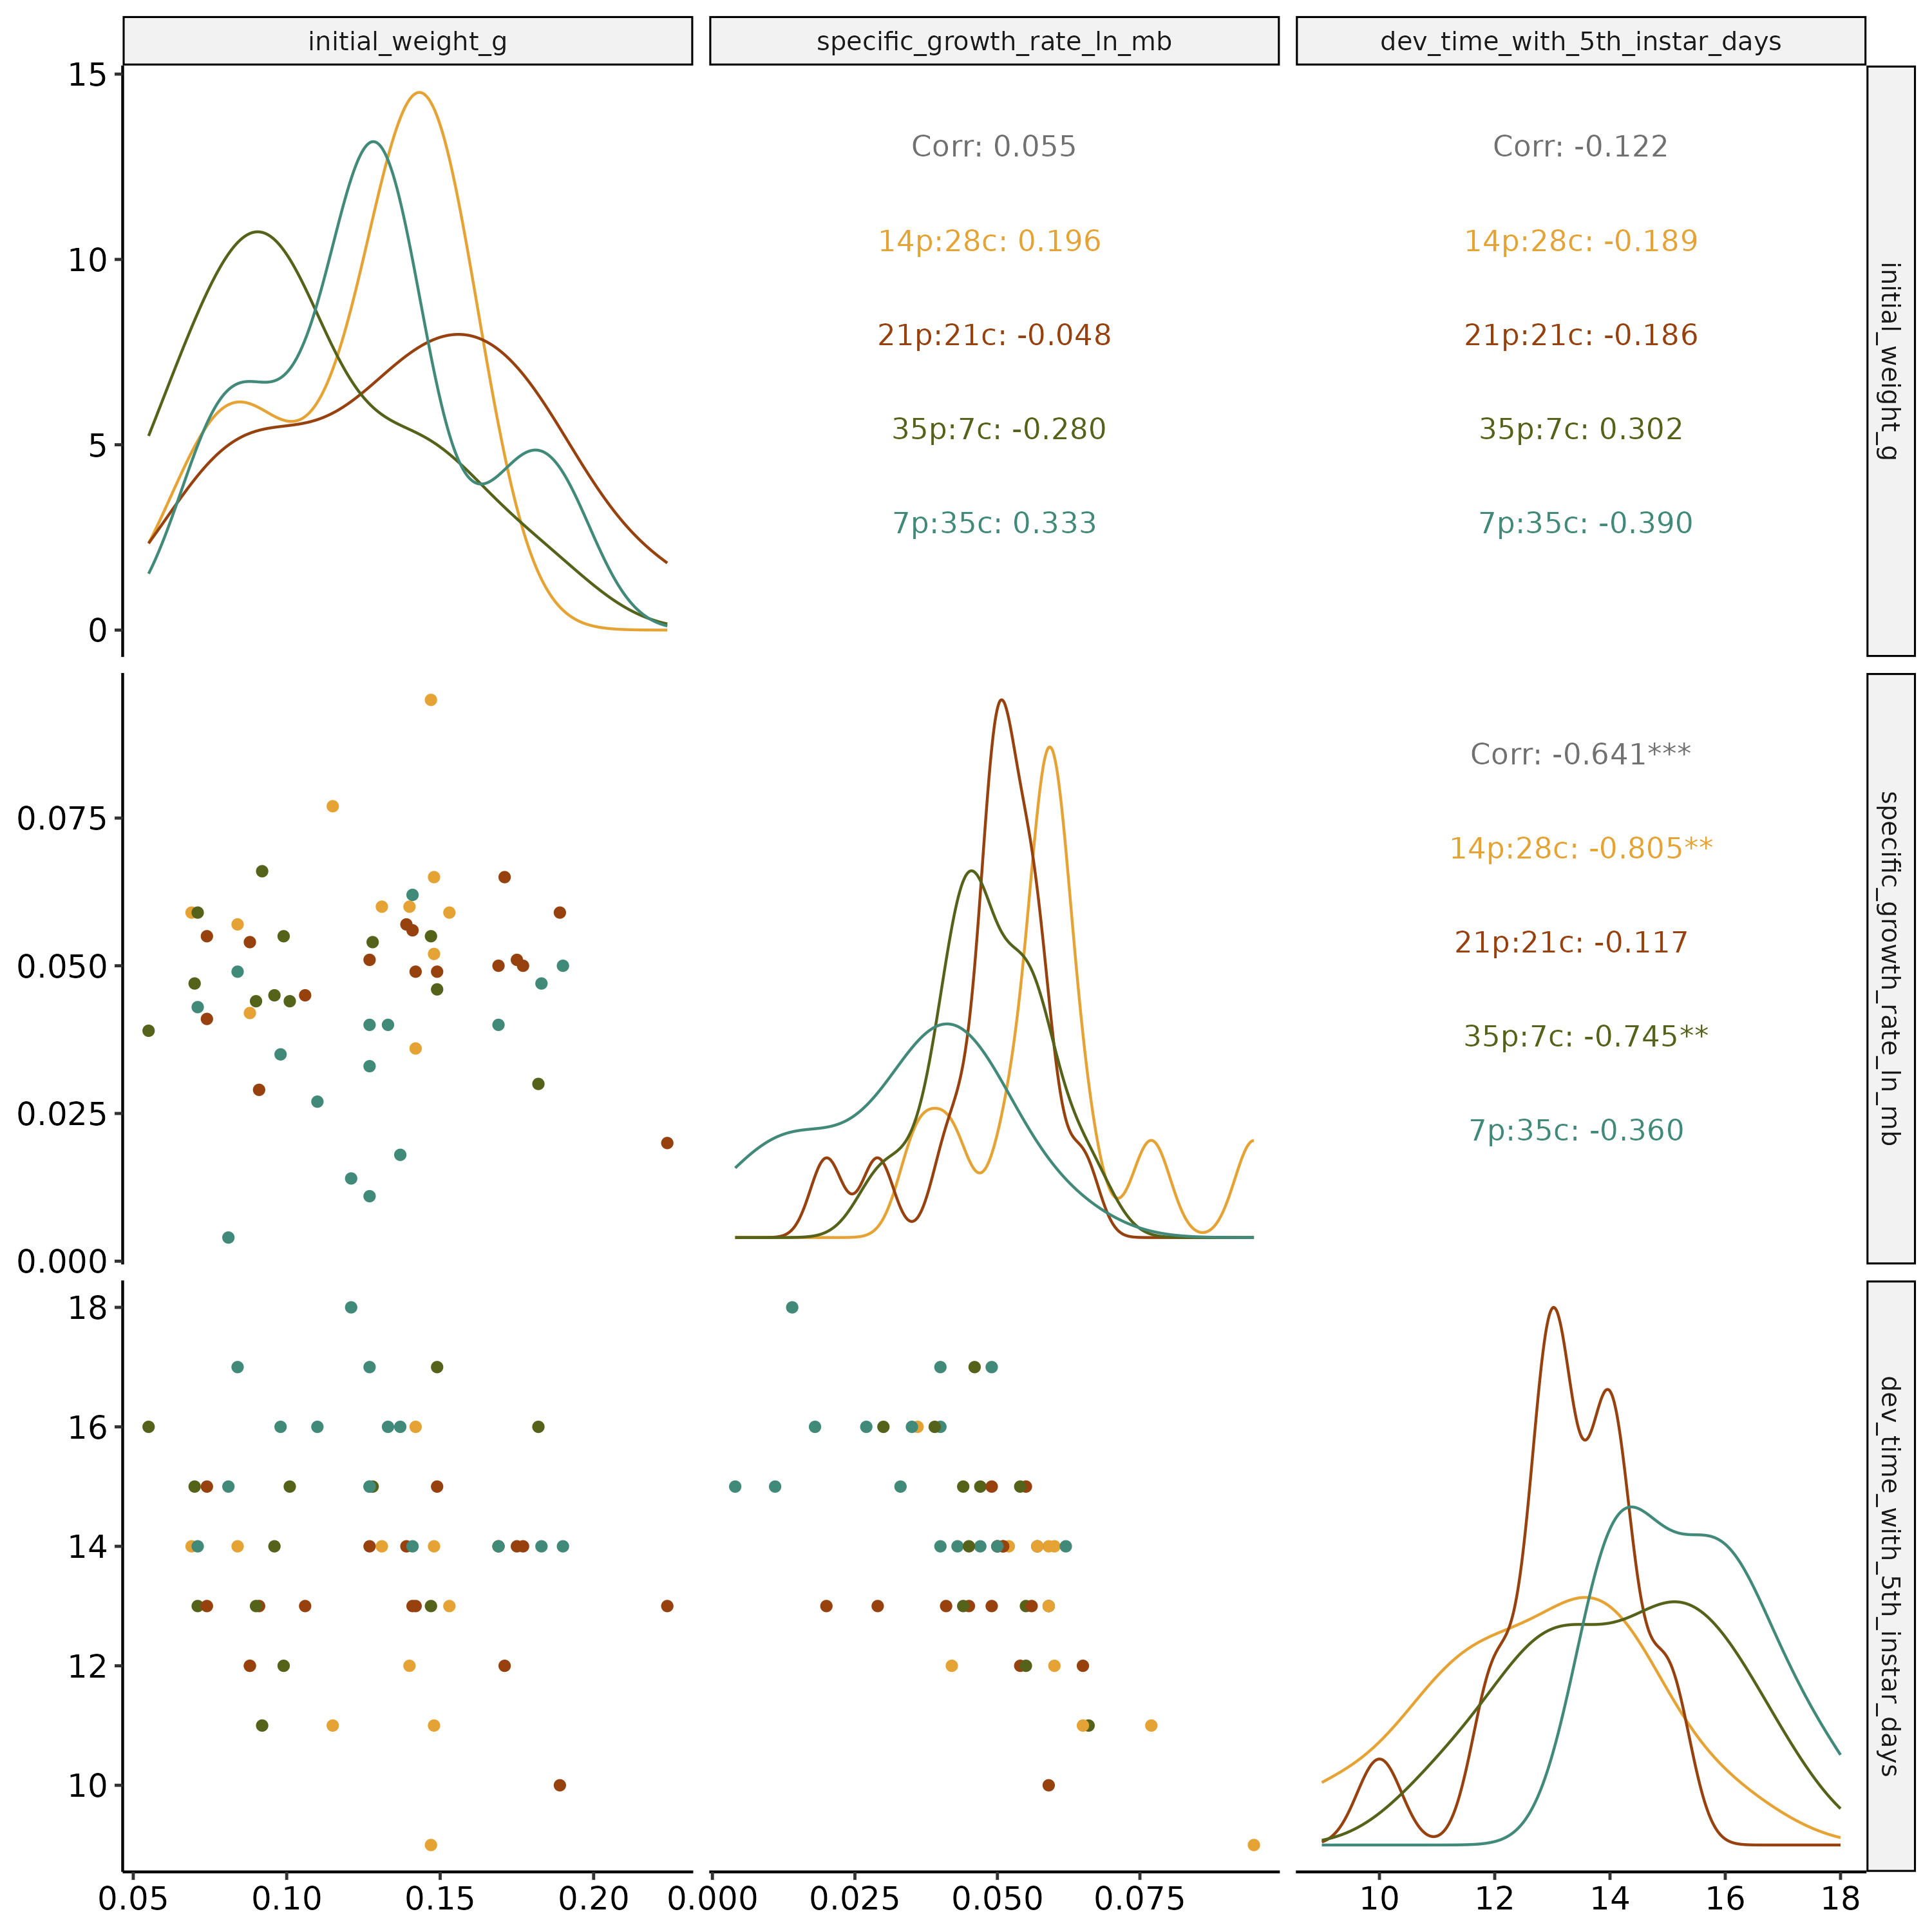 initial_weight_g
specific_growth_rate_ln_mb
dev_time_with_5th_instar_days
15
10
5
0
Corr: 0.055
14p:28c: 0.196
21p:21c: -0.048
35p:7c: -0.280
7p:35c: 0.333
Corr: -0.122
14p:28c: -0.189
21p:21c: -0.186
35p:7c: 0.302
7p:35c: -0.390
initial_weight_g
0.075
0.050
0.025
0.000
Corr: -0.641***
14p:28c: -0.805**
21p:21c: -0.117
35p:7c: -0.745**
7p:35c: -0.360
specific_growth_rate_ln_mb
18
16
14
12
10
dev_time_with_5th_instar_days
0.05 0.10 0.15 0.20
0.000 0.025 0.050 0.075
10 12 14 16 18